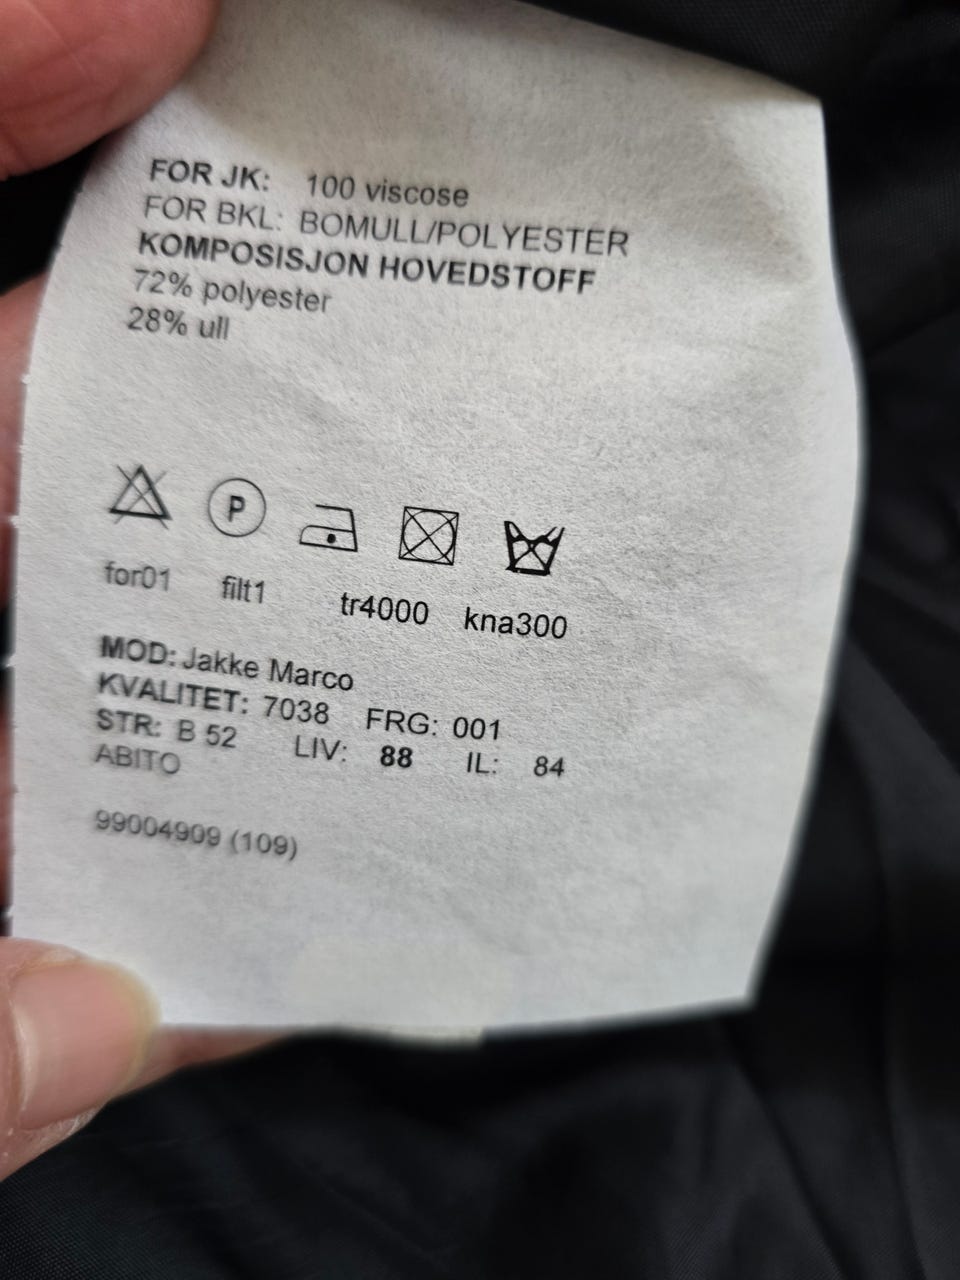 FOR JK: 100 viscose
FOR BKL: BOMULL/POLYESTER
KOMPOSISJON HOVEDSTOFF
72% polyester
28% ull
P
for01 filt1 tr4000 kna300
MOD: Jakke Marco
KVALITET: 7038 FRG: 001
STR: B 52 LIV: 88 IL: 84
ABITO
99004909 (109)